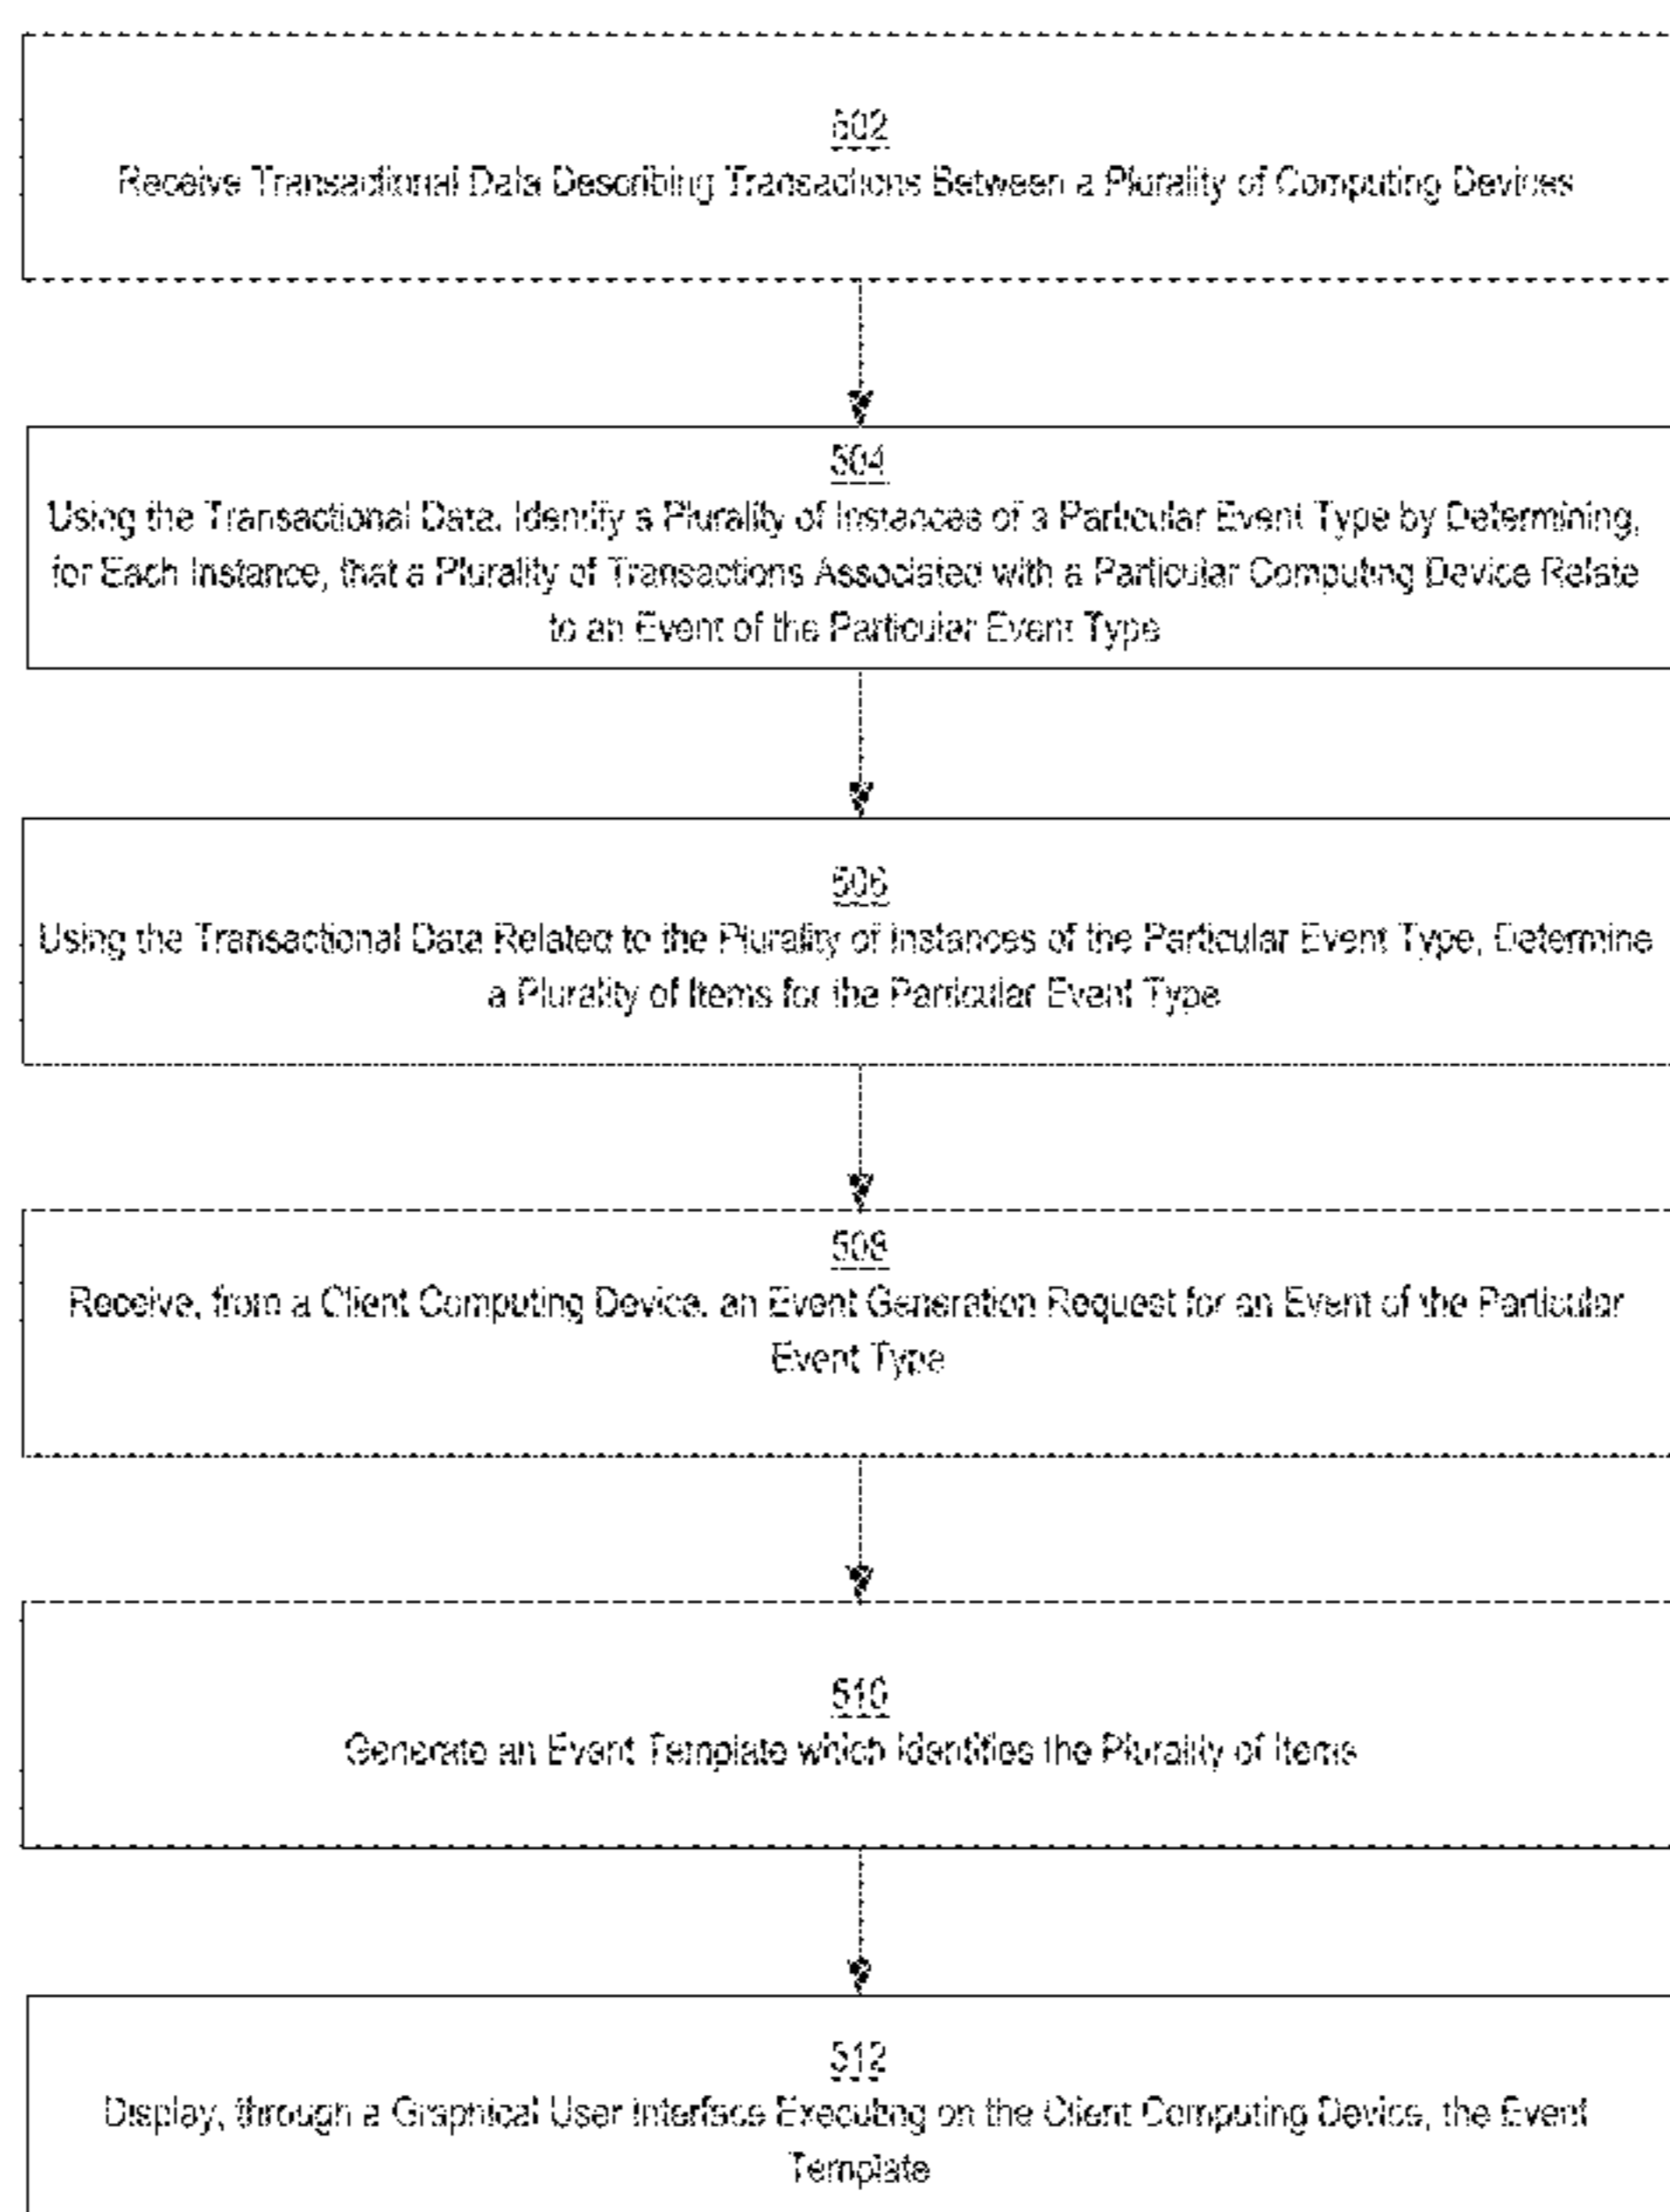 502
Receive Transactional Data Describing Transactions Between a Plurality of Computing Devices
504
Using the Transactional Data, Identify a Plurality of Instances of a Particular Event Type by Determining,
for Each Instance, that a Plurality of Transactions Associated with a Particular Computing Device Relate
to an Event of the Particular Event Type
506
Using the Transactional Data Related to the Plurality of Instances of the Particular Event Type, Determine
a Plurality of Items for the Particular Event Type
508
Receive, from a Client Computing Device, an Event Generation Request for an Event of the Particular
Event Type
510
Generate an Event Template which Identifies the Plurality of Items
512
Display, through a Graphical User Interface Executing on the Client Computing Device, the Event
Template